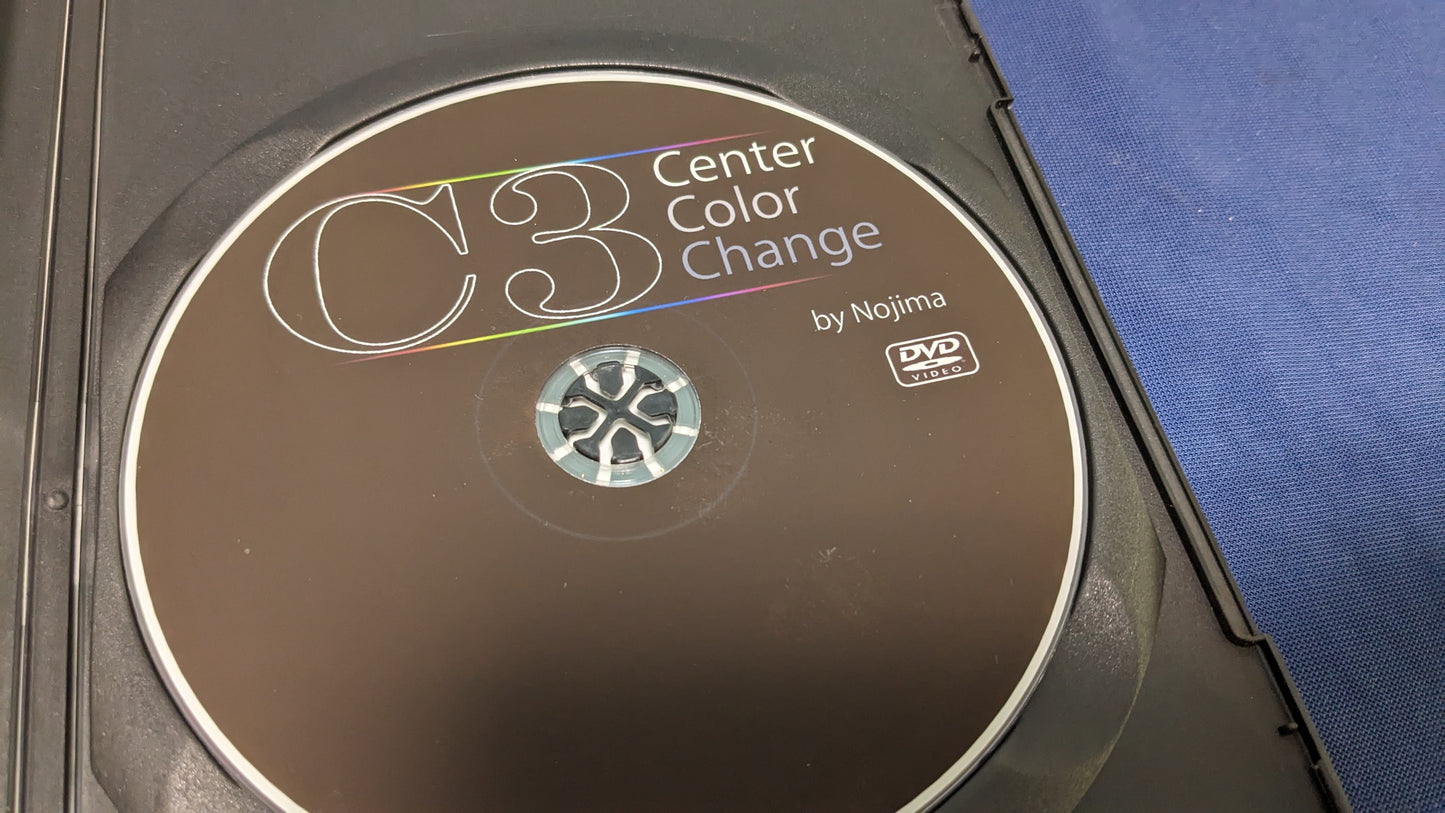 C3
Center
Color
Change
by Nojima
DVD
VIDEO